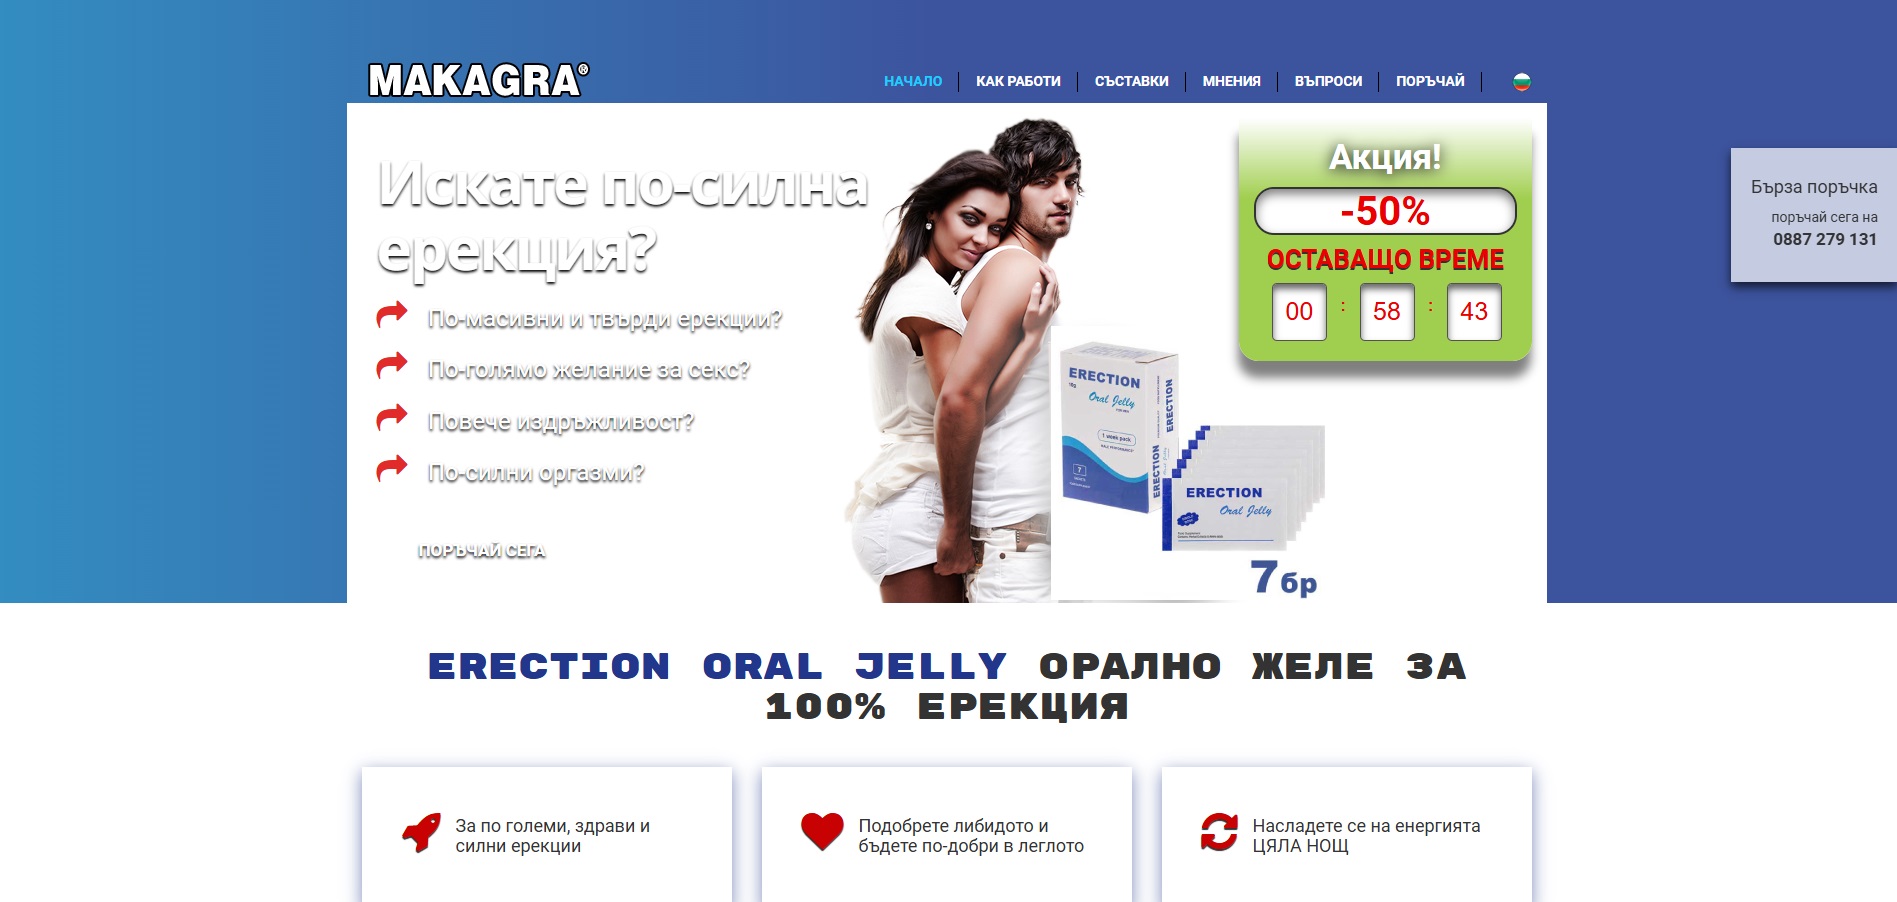 MAKAGRA®
НАЧАЛО
КАК РАБОТИ
СЪСТАВКИ
МНЕНИЯ
ВЪПРОСИ
ПОРЪЧАЙ
Искате по-силна
ерекция?
По-масивни и твърди ерекции?
По-голямо желание за секс?
Повече издръжливост?
По-силни оргазми?
ПОРЪЧАЙ СЕГА
Акция!
-50%
ОСТАВАЩО ВРЕМЕ
00 : 58 : 43
Бърза поръчка
поръчай сега на
0887 279 131
ERECTION
Oral Jelly
1 week pack
7
ERECTION
ERECTION
ERECTION
Oral Jelly
7бр
ERECTION ORAL JELLY ОРАЛНО ЖЕЛЕ ЗА
100% ЕРЕКЦИЯ
За по големи, здрави и
силни ерекции
Подобрете либидото и
бъдете по-добри в леглото
Насладете се на енергията
ЦЯЛА НОЩ